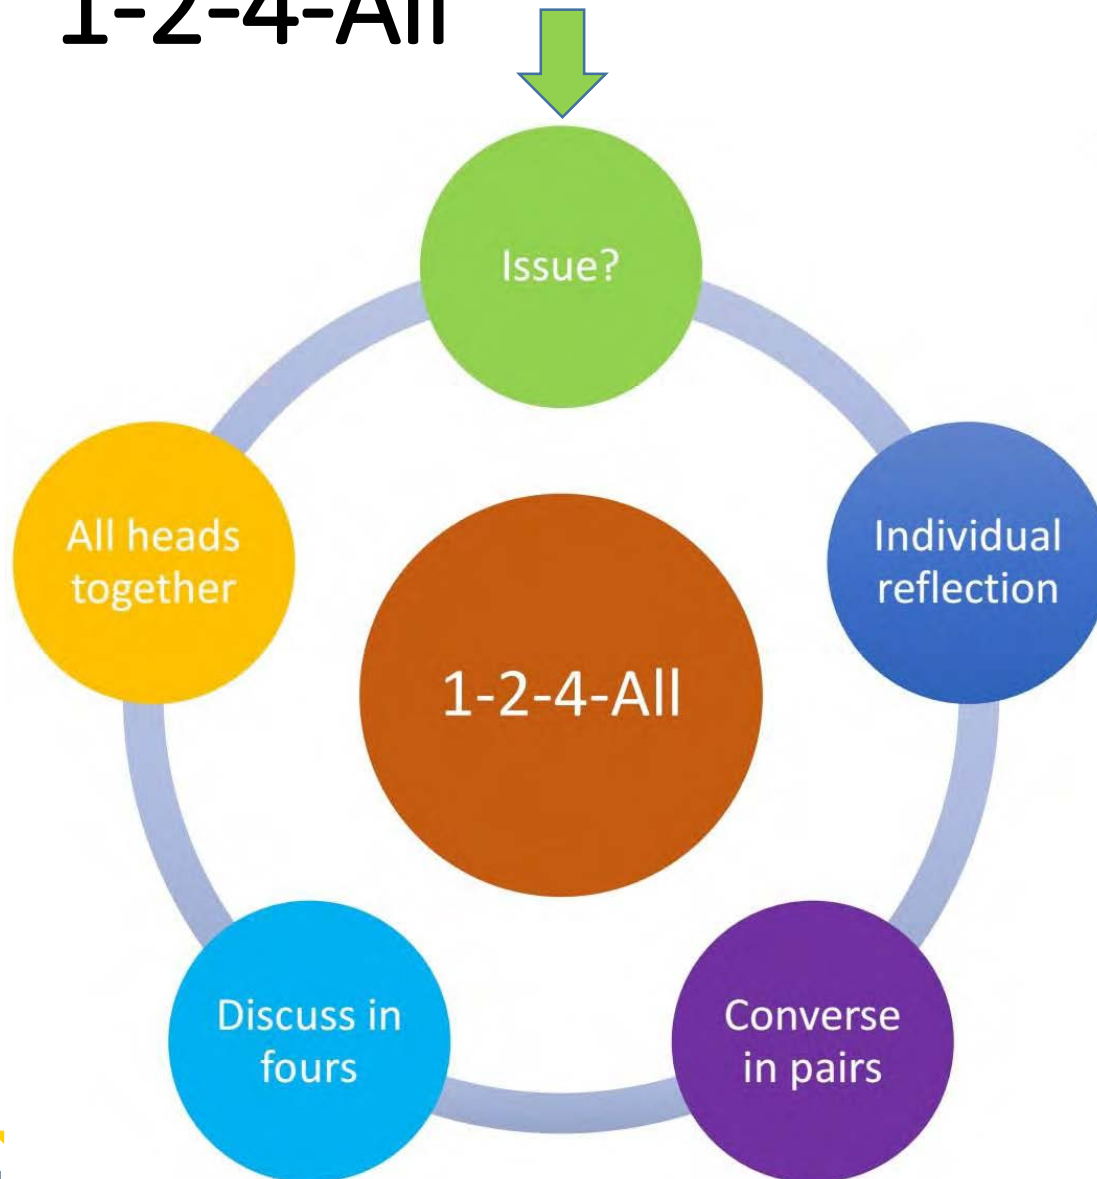 1-2-4-All
Issue?
Individual
reflection
Converse
in pairs
Discuss in
fours
All heads
together
1-2-4-All